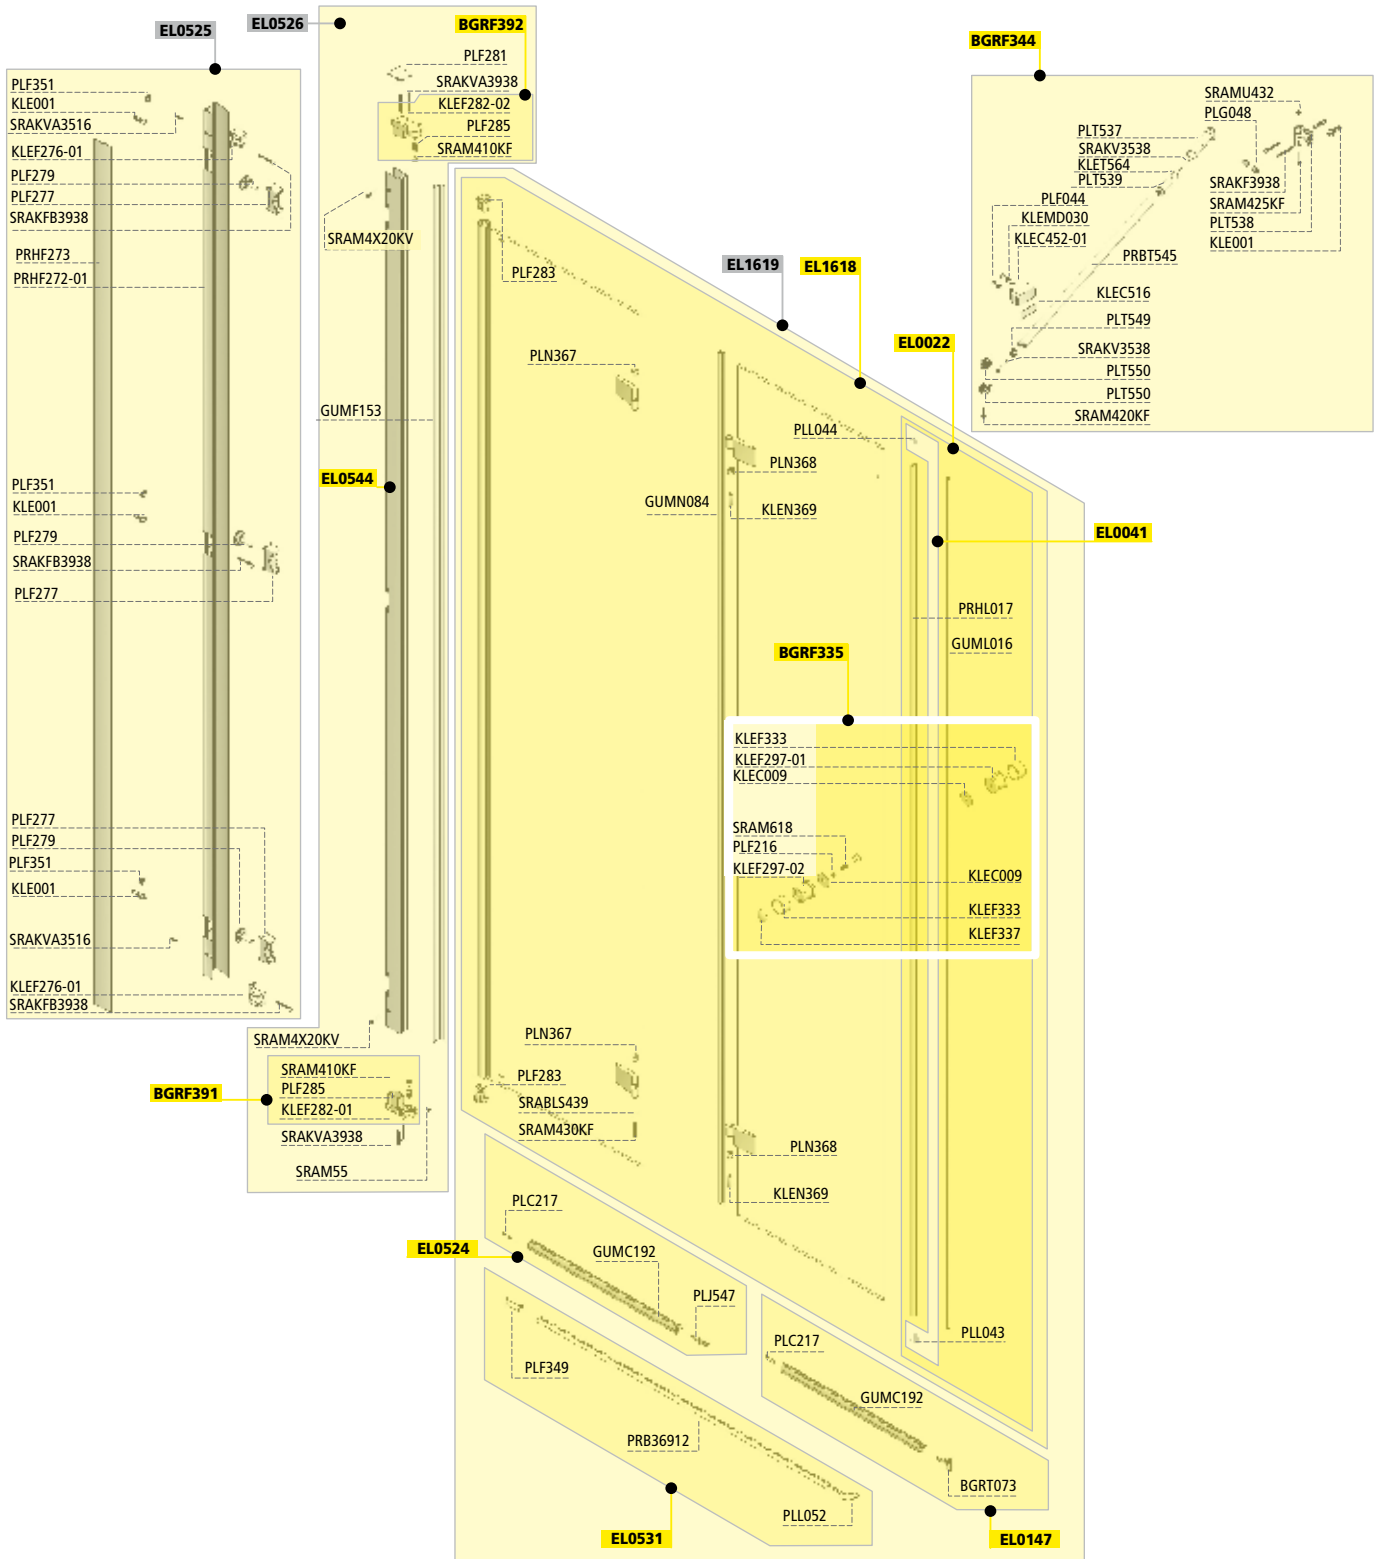 EL0525
PLF351
KLE001
SRAKVA3516
KLEF276-01
PLF279
PLF277
SRAKFB3938
PRHF273
PRHF272-01
PLF351
KLE001
PLF279
SRAKFB3938
PLF277
PLF277
PLF279
PLF351
KLE001
SRAKVA3516
KLEF276-01
SRAKFB3938
EL0526
BGRF392
PLF281
SRAKVA3938
KLEF282-02
PLF285
SRAM410KF
SRAM4X20KV
GUMF153
EL0544
SRAM4X20KV
BGRF391
SRAM410KF
PLF285
KLEF282-01
SRAKVA3938
SRAM55
EL1619
EL1618
EL0022
EL0041
PLF283
PLN367
PLL044
PLN368
GUMN084
KLEN369
PRHL017
GUML016
BGRF335
KLEF333
KLEF297-01
KLEC009
SRAM618
PLF216
KLEF297-02
KLEC009
KLEF333
KLEF337
PLN367
PLF283
SRABLS439
SRAM430KF
PLN368
KLEN369
PLL043
EL0524
PLC217
GUMC192
PLJ547
PLF349
PRB36912
PLL052
EL0531
PLC217
GUMC192
BGRT073
EL0147
BGRF344
SRAMU432
PLG048
PLT537
SRAKV3538
KLET564
PLT539
PLF044
KLEMD030
KLEC452-01
SRAKF3938
SRAM425KF
PLT538
KLE001
PRBT545
KLEC516
PLT549
SRAKV3538
PLT550
PLT550
SRAM420KF